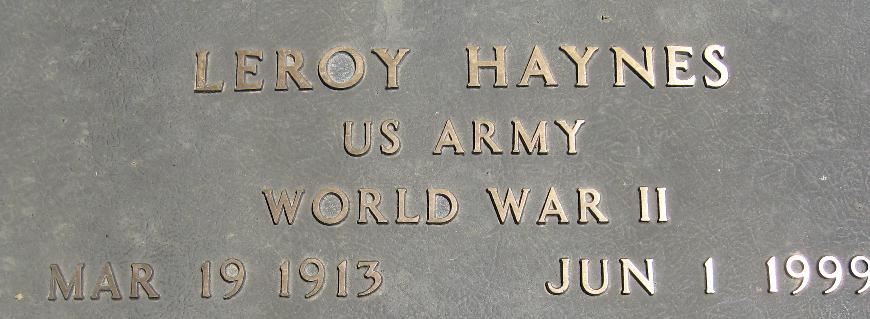 LEROY HAYNES
US ARMY
WORLD WAR II
MAR 19 1913 JUN 1 1999